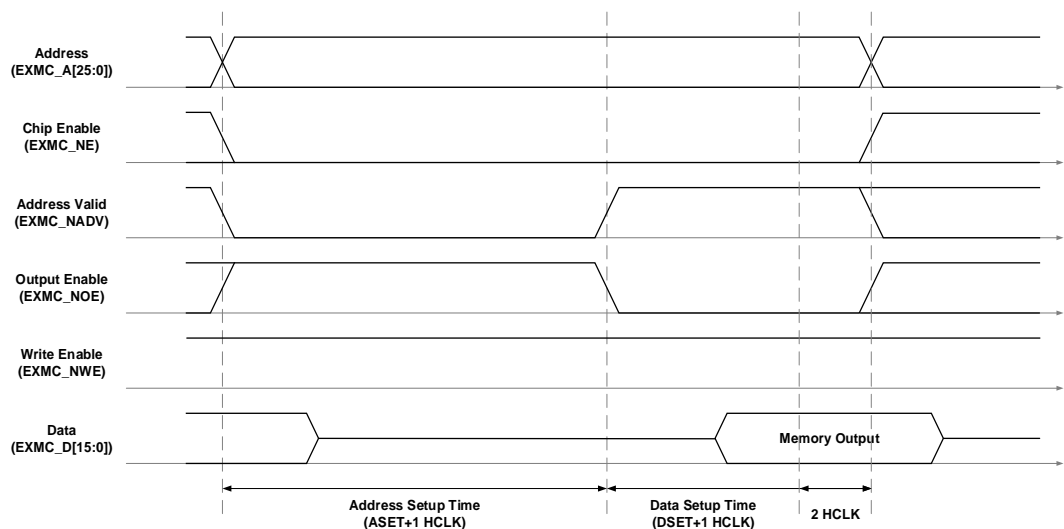 Address
(EXMC_A[25:0])
Chip Enable
(EXMC_NE)
Address Valid
(EXMC_NADV)
Output Enable
(EXMC_NOE)
Write Enable
(EXMC_NWE)
Data
(EXMC_D[15:0])
Memory Output
Address Setup Time
(ASET+1 HCLK)
Data Setup Time
(DSET+1 HCLK)
2 HCLK